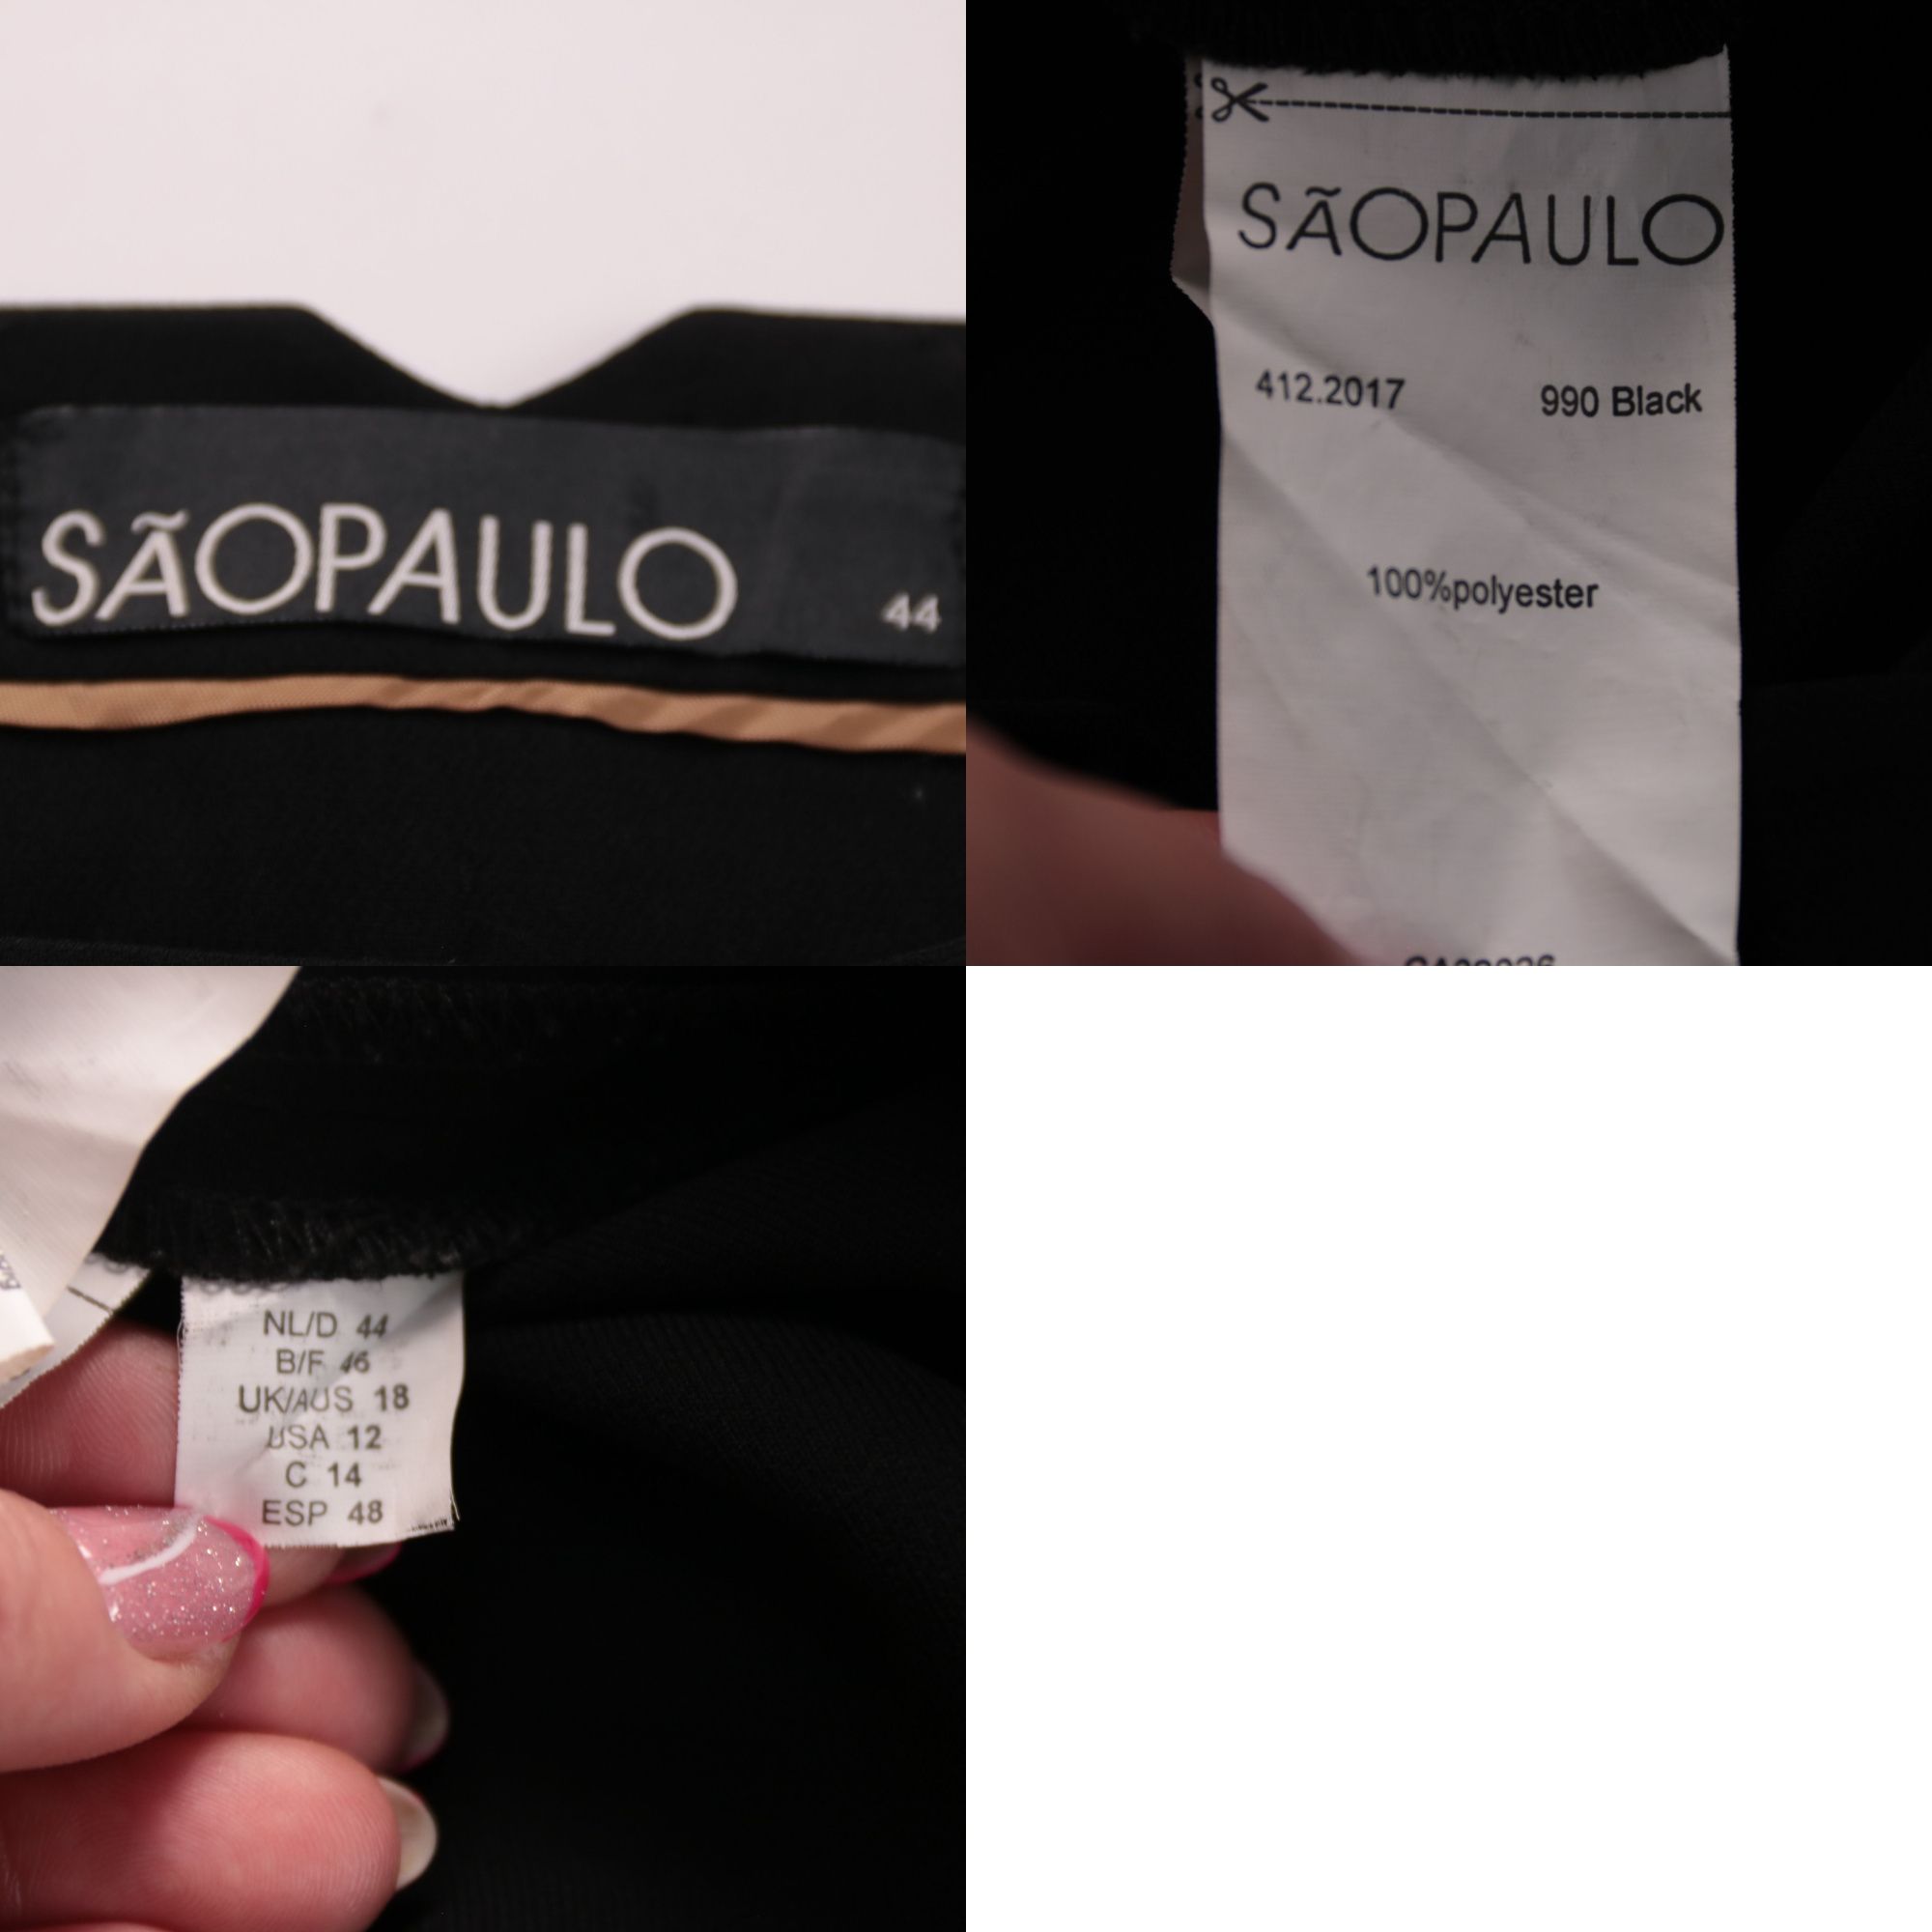 SÃOPAULO
44
SÃOPAULO
412.2017 990 Black
100%polyester
NL/D 44
B/F 46
UK/AUS 18
USA 12
C 14
ESP 48